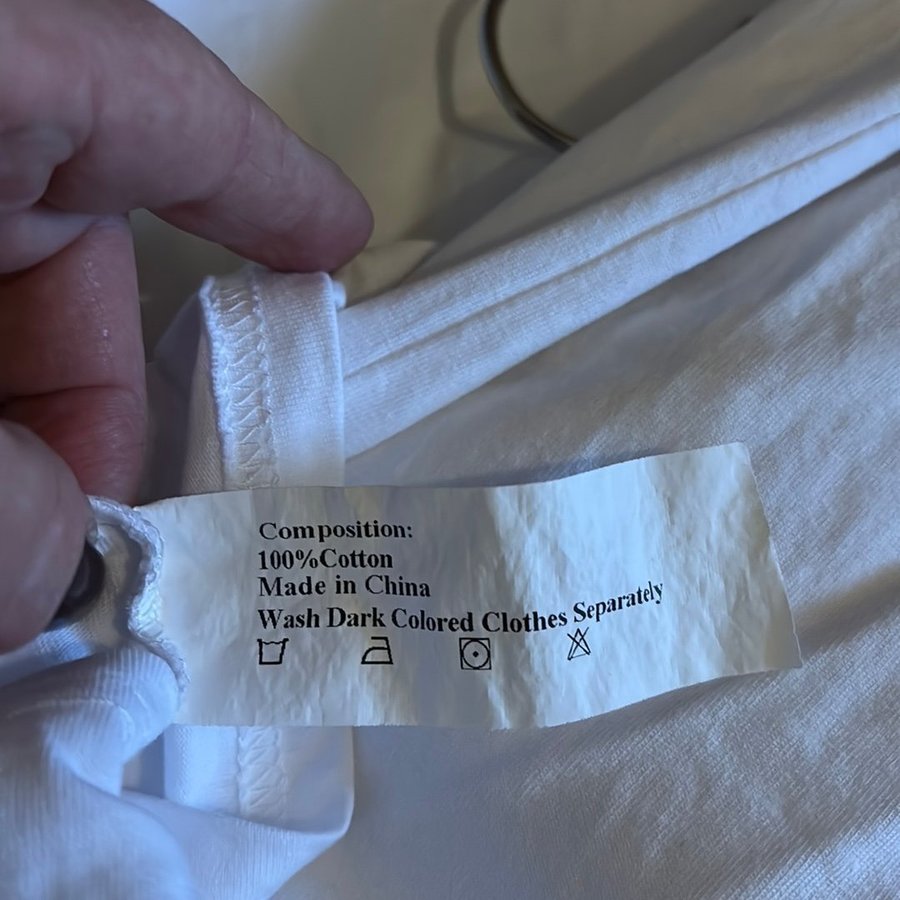 Composition:
100%Cotton
Made in China
Wash Dark Colored Clothes Separately